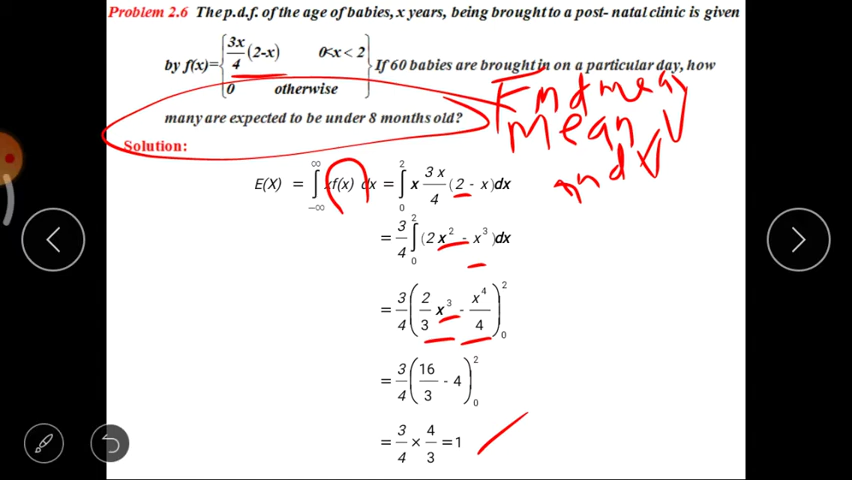 Problem 2.6 The p.d.f. of the age of babies, x years, being brought to a post- natal clinic is given
by f(x)= { 3x/4 (2-x) 0<x < 2
0 otherwise } If 60 babies are brought in on a particular day, how
many are expected to be under 8 months old?
Find mean
Mean
and V
Solution:
E(X) = ∫_{-∞}^{∞} xf(x) dx = ∫_0^2 x 3x/4 (2 - x)dx
= 3/4 ∫_0^2 (2x² - x³)dx
= 3/4 (2/3 x³ - x⁴/4)_0^2
= 3/4 (16/3 - 4)_0^2
= 3/4 × 4/3 = 1